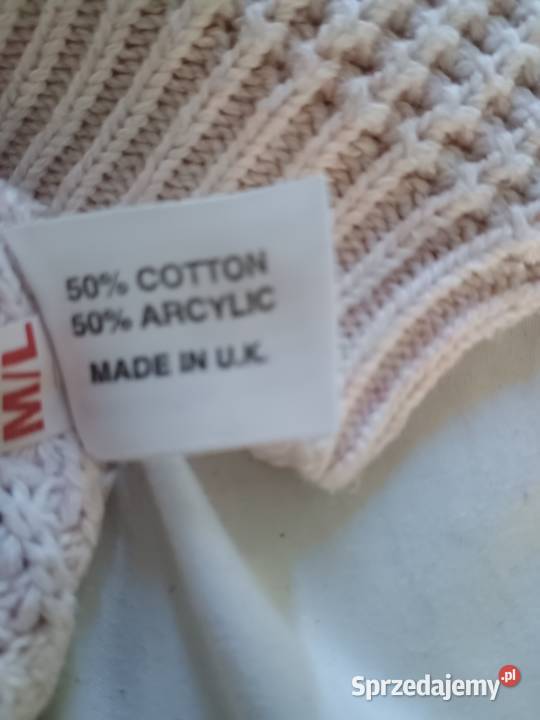 50% COTTON
50% ARCYLIC
MADE IN U.K.
M/L
Sprzedajemy.pl